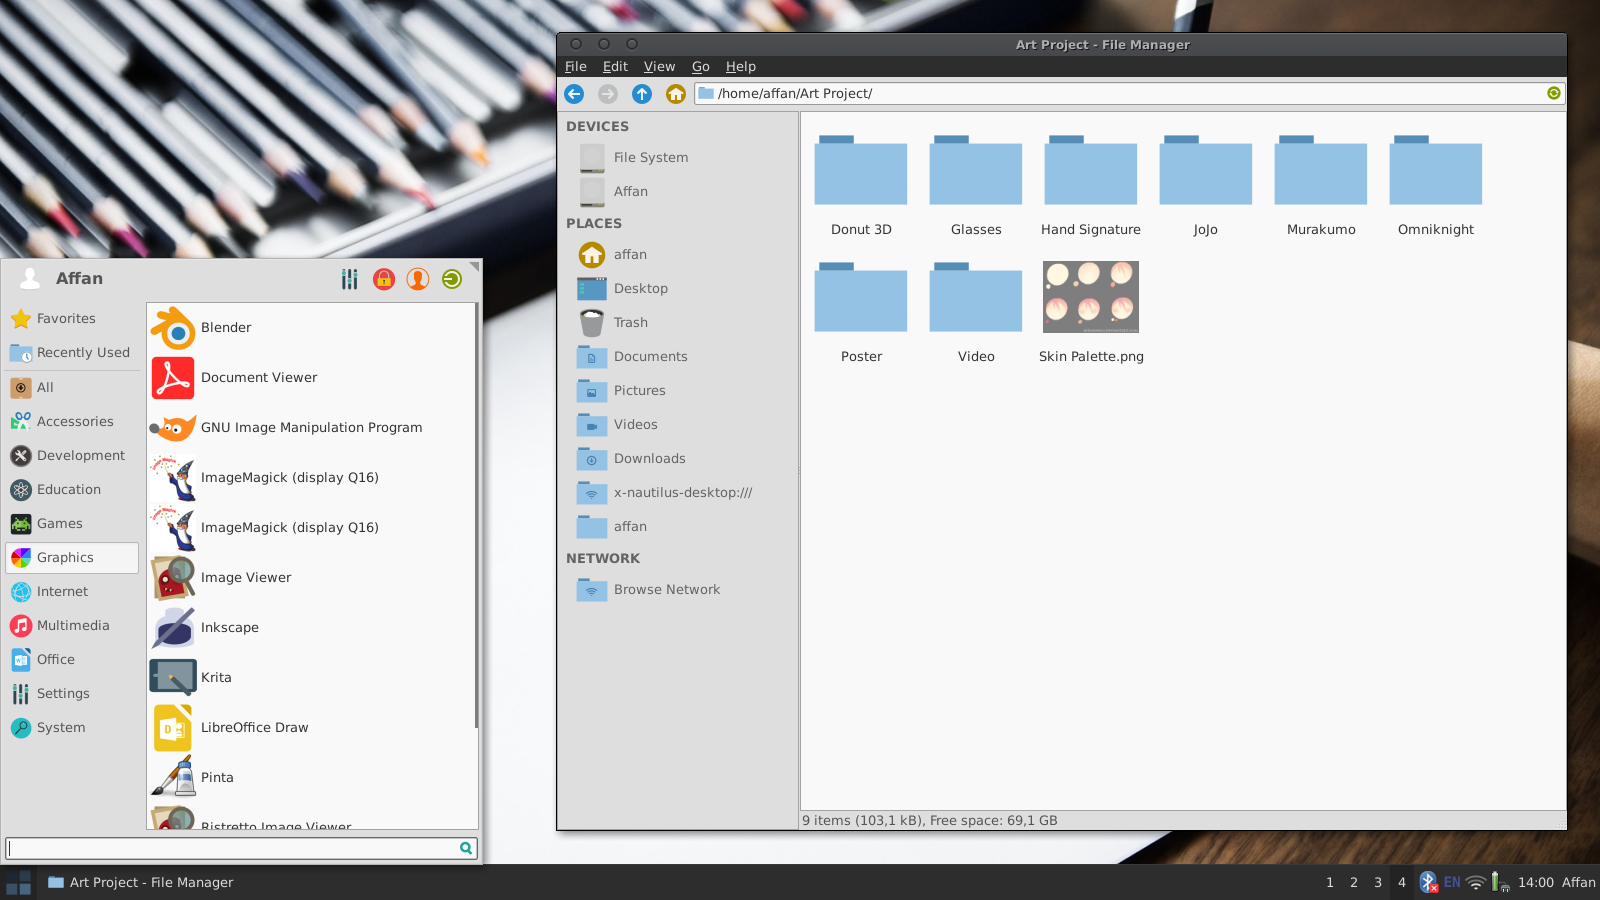 Art Project - File Manager
File Edit View Go Help
/home/affan/Art Project/
DEVICES
File System
Affan
PLACES
affan
Desktop
Trash
Documents
Pictures
Videos
Downloads
x-nautilus-desktop:///
affan
NETWORK
Browse Network
Donut 3D
Glasses
Hand Signature
JoJo
Murakumo
Omniknight
Poster
Video
Skin Palette.png
9 items (103,1 kB), Free space: 69,1 GB
Affan
Favorites
Recently Used
All
Accessories
Development
Education
Games
Graphics
Internet
Multimedia
Office
Settings
System
Blender
Document Viewer
GNU Image Manipulation Program
ImageMagick (display Q16)
ImageMagick (display Q16)
Image Viewer
Inkscape
Krita
LibreOffice Draw
Pinta
Ristretto Image Viewer
Art Project - File Manager
1 2 3 4 EN 14:00 Affan